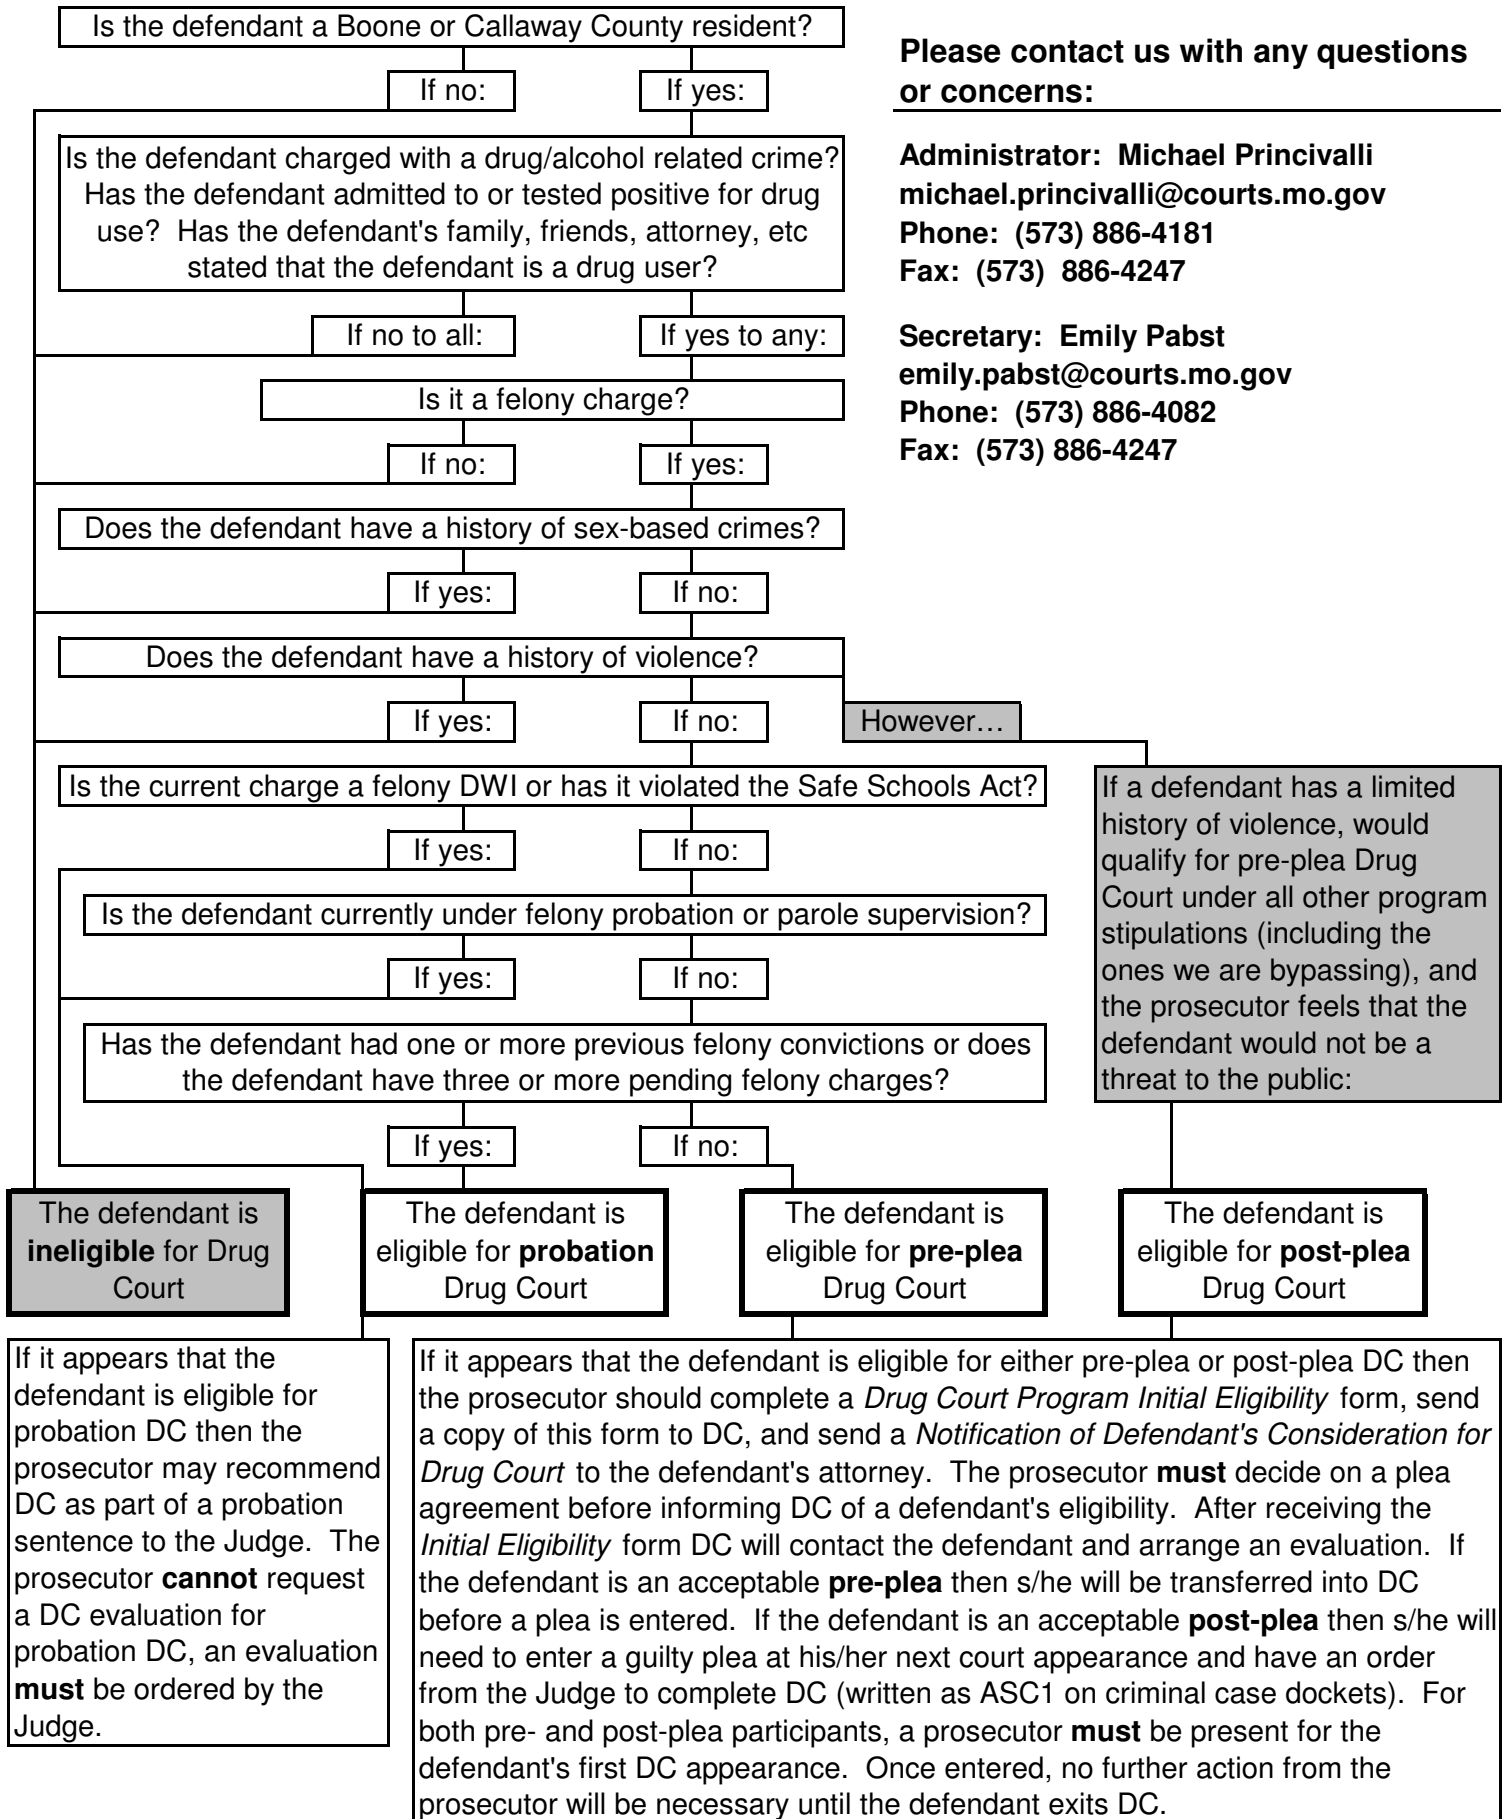 Is the defendant a Boone or Callaway County resident?
If no:
If yes:
Please contact us with any questions
or concerns:
Administrator:  Michael Princivalli
michael.princivalli@courts.mo.gov
Phone:  (573) 886-4181
Fax:  (573)  886-4247
Secretary:  Emily Pabst
emily.pabst@courts.mo.gov
Phone:  (573) 886-4082
Fax:  (573) 886-4247
Is the defendant charged with a drug/alcohol related crime?
Has the defendant admitted to or tested positive for drug
use?  Has the defendant's family, friends, attorney, etc
stated that the defendant is a drug user?
If no to all:
If yes to any:
Is it a felony charge?
If no:
If yes:
Does the defendant have a history of sex-based crimes?
If yes:
If no:
Does the defendant have a history of violence?
If yes:
If no:
However…
Is the current charge a felony DWI or has it violated the Safe Schools Act?
If yes:
If no:
Is the defendant currently under felony probation or parole supervision?
If yes:
If no:
Has the defendant had one or more previous felony convictions or does
the defendant have three or more pending felony charges?
If yes:
If no:
If a defendant has a limited
history of violence, would
qualify for pre-plea Drug
Court under all other program
stipulations (including the
ones we are bypassing), and
the prosecutor feels that the
defendant would not be a
threat to the public:
The defendant is
ineligible for Drug
Court
The defendant is
eligible for probation
Drug Court
The defendant is
eligible for pre-plea
Drug Court
The defendant is
eligible for post-plea
Drug Court
If it appears that the
defendant is eligible for
probation DC then the
prosecutor may recommend
DC as part of a probation
sentence to the Judge.  The
prosecutor cannot request
a DC evaluation for
probation DC, an evaluation
must be ordered by the
Judge.
If it appears that the defendant is eligible for either pre-plea or post-plea DC then
the prosecutor should complete a Drug Court Program Initial Eligibility form, send
a copy of this form to DC, and send a Notification of Defendant's Consideration for
Drug Court to the defendant's attorney.  The prosecutor must decide on a plea
agreement before informing DC of a defendant's eligibility.  After receiving the
Initial Eligibility form DC will contact the defendant and arrange an evaluation.  If
the defendant is an acceptable pre-plea then s/he will be transferred into DC
before a plea is entered.  If the defendant is an acceptable post-plea then s/he will
need to enter a guilty plea at his/her next court appearance and have an order
from the Judge to complete DC (written as ASC1 on criminal case dockets).  For
both pre- and post-plea participants, a prosecutor must be present for the
defendant's first DC appearance.  Once entered, no further action from the
prosecutor will be necessary until the defendant exits DC.